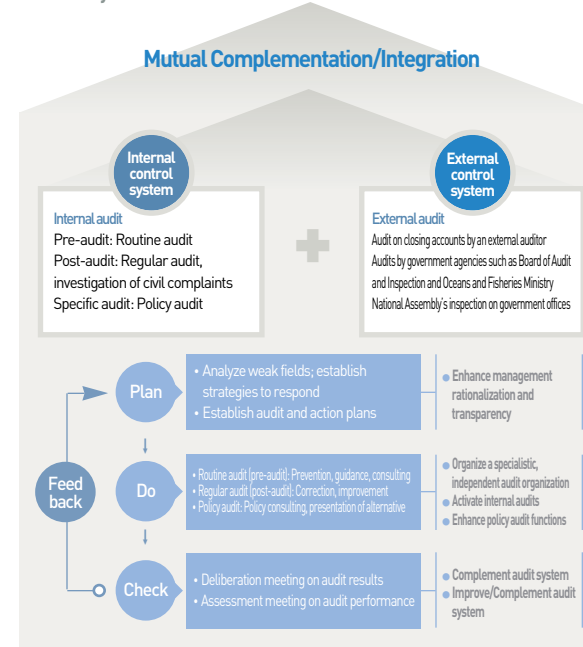 Mutual Complementation/Integration
Internal
control
system
External
control
system
Internal audit
Pre-audit: Routine audit
Post-audit: Regular audit,
investigation of civil complaints
Specific audit: Policy audit
External audit
Audit on closing accounts by an external auditor
Audits by government agencies such as Board of Audit
and Inspection and Oceans and Fisheries Ministry
National Assembly's inspection on government offices
Plan
• Analyze weak fields; establish
strategies to respond
• Establish audit and action plans
● Enhance management
rationalization and
transparency
Feed
back
Do
• Routine audit (pre-audit): Prevention, guidance, consulting
• Regular audit (post-audit): Correction, improvement
• Policy audit: Policy consulting, presentation of alternative
● Organize a specialistic,
independent audit organization
● Activate internal audits
● Enhance policy audit functions
Check
• Deliberation meeting on audit results
• Assessment meeting on audit performance
● Complement audit system
● Improve/Complement audit
system